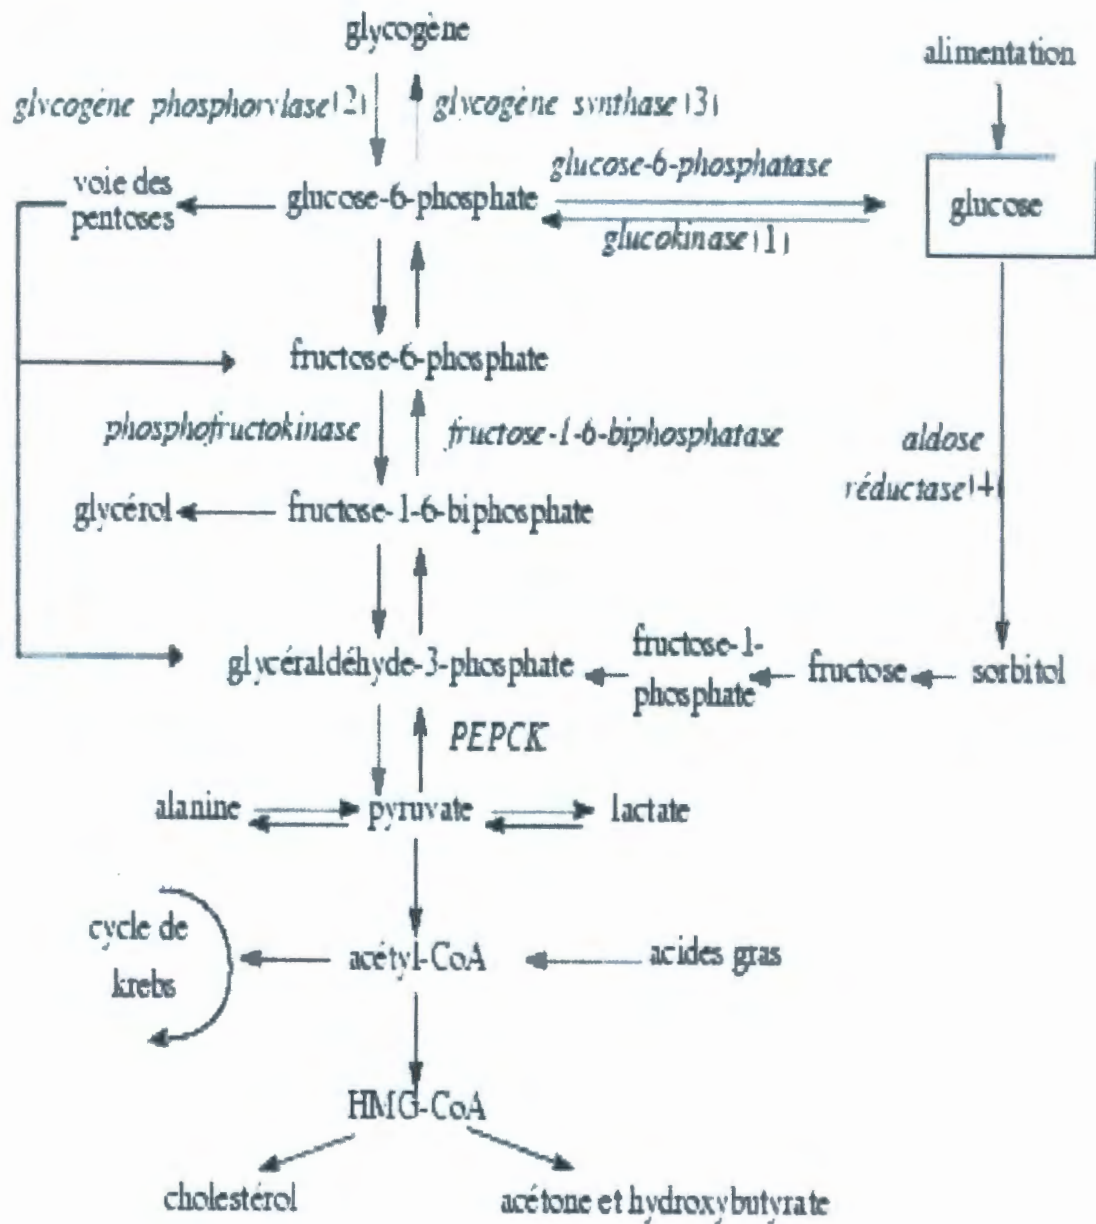 glycogène
alimentation
glycogène phosphorylase(2)
glycogène synthase(3)
glucose-6-phosphatase
voie des
pentoses
glucose-6-phosphate
glucose
glucokinase(1)
fructose-6-phosphate
phosphofructokinase
fructose-1-6-biphosphatase
aldose
réductase(+)
glycérol
fructose-1-6-biphosphate
glycéraldéhyde-3-phosphate
fructose-1-
phosphate
fructose
sorbitol
PEPCK
alanine
pyruvate
lactate
cycle de
krebs
acétyl-CoA
acides gras
HMG-CoA
cholestérol
acétone et hydroxybutyrate